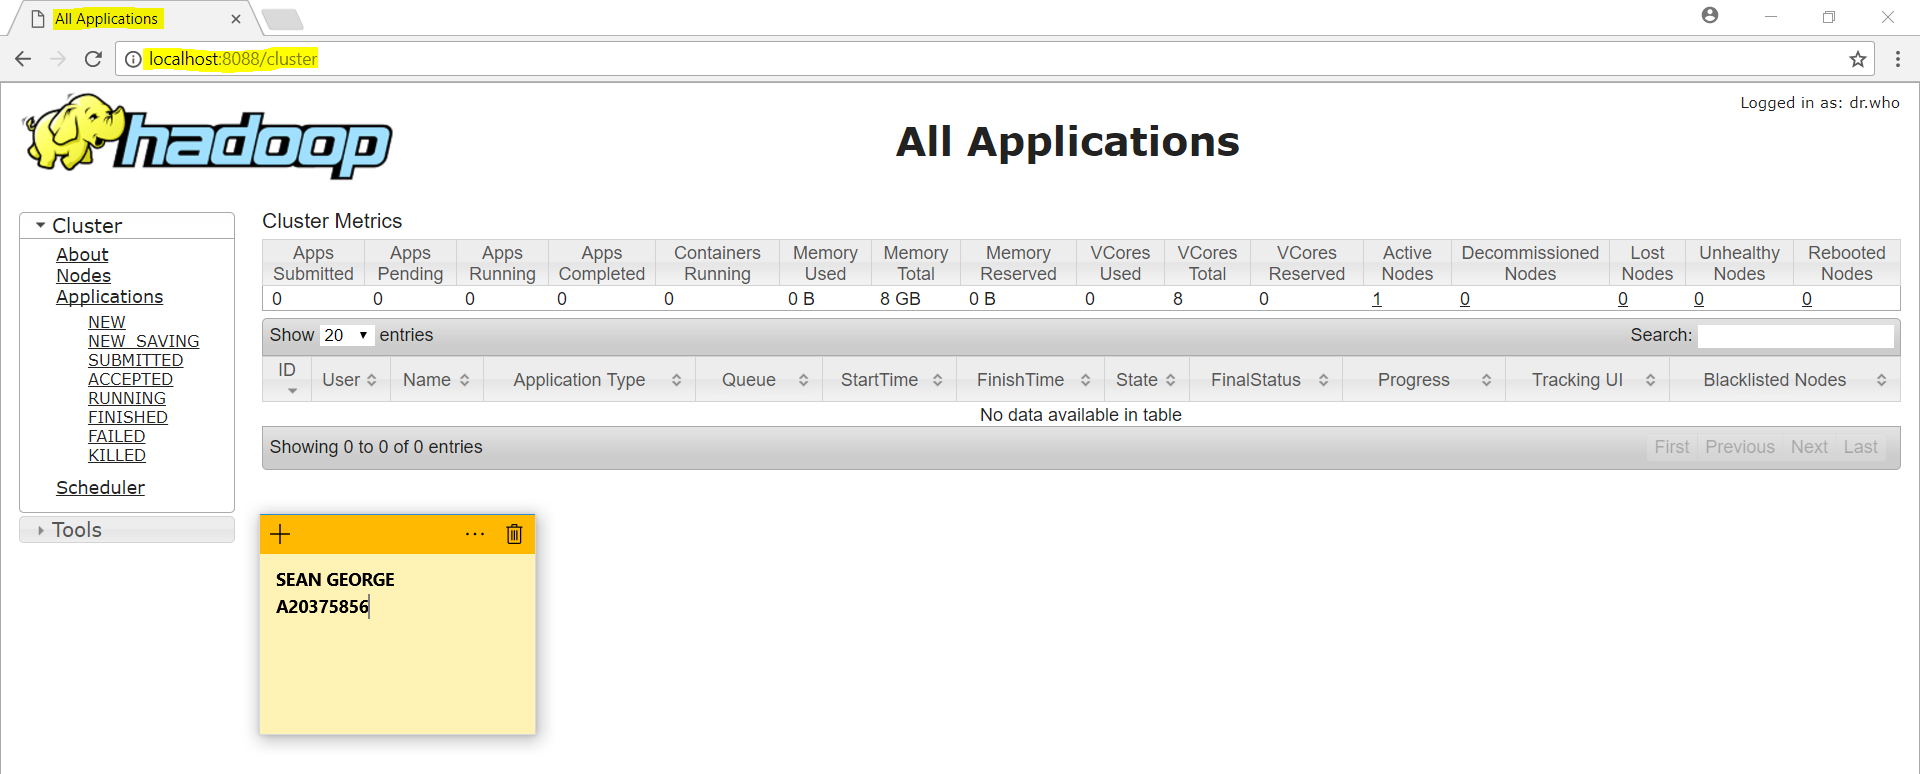 All Applications
localhost:8088/cluster
Logged in as: dr.who
hadoop
All Applications
Cluster
About
Nodes
Applications
NEW
NEW_SAVING
SUBMITTED
ACCEPTED
RUNNING
FINISHED
FAILED
KILLED
Scheduler
Tools
Cluster Metrics
Apps Submitted Apps Pending Apps Running Apps Completed Containers Running Memory Used Memory Total Memory Reserved VCores Used VCores Total VCores Reserved Active Nodes Decommissioned Nodes Lost Nodes Unhealthy Nodes Rebooted Nodes
0 0 0 0 0 0 B 8 GB 0 B 0 8 0 1 0 0 0 0
Show 20 entries Search:
ID User Name Application Type Queue StartTime FinishTime State FinalStatus Progress Tracking UI Blacklisted Nodes
No data available in table
Showing 0 to 0 of 0 entries First Previous Next Last
SEAN GEORGE
A20375856